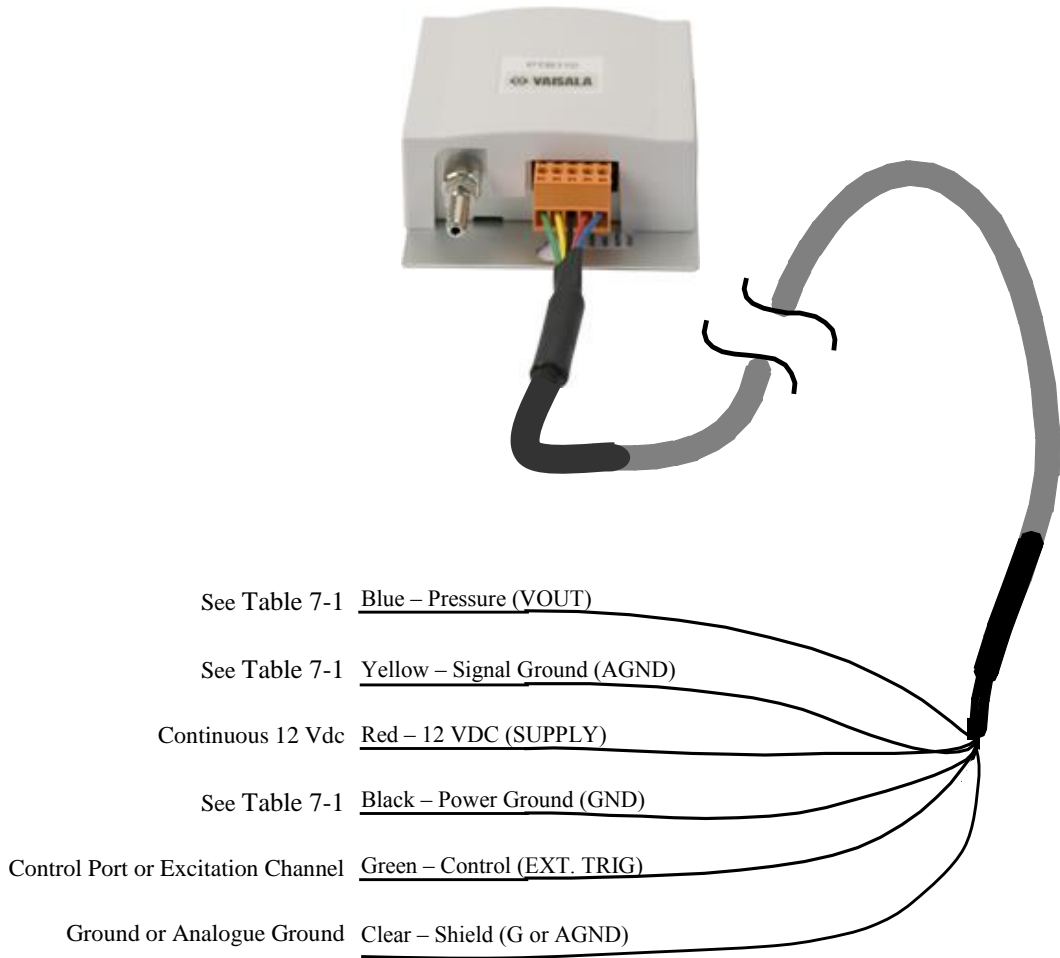 PTB110
VAISALA
See Table 7-1 Blue – Pressure (VOUT)
See Table 7-1 Yellow – Signal Ground (AGND)
Continuous 12 Vdc Red – 12 VDC (SUPPLY)
See Table 7-1 Black – Power Ground (GND)
Control Port or Excitation Channel Green – Control (EXT. TRIG)
Ground or Analogue Ground Clear – Shield (G or AGND)